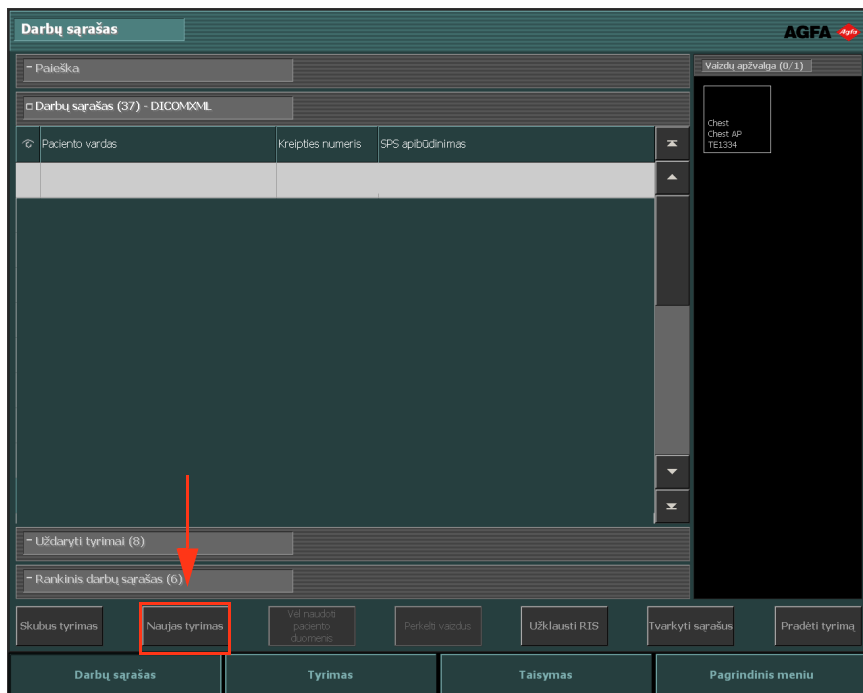 Darbų sąrašas
AGFA Agfa
Paieška
Vaizdų apžvalga (0/1)
Darbų sąrašas (37) - DICOMXML
Paciento vardas
Kreipties numeris
SPS apibūdinimas
Chest
Chest AP
TE1334
Uždaryti tyrimai (8)
Rankinis darbų sąrašas (6)
Skubus tyrimas
Naujas tyrimas
Vėl naudoti
paciento
duomenis
Perkelti vaizdus
Užklausti RIS
Tvarkyti sąrašus
Pradėti tyrimą
Darbų sąrašas
Tyrimas
Taisymas
Pagrindinis meniu